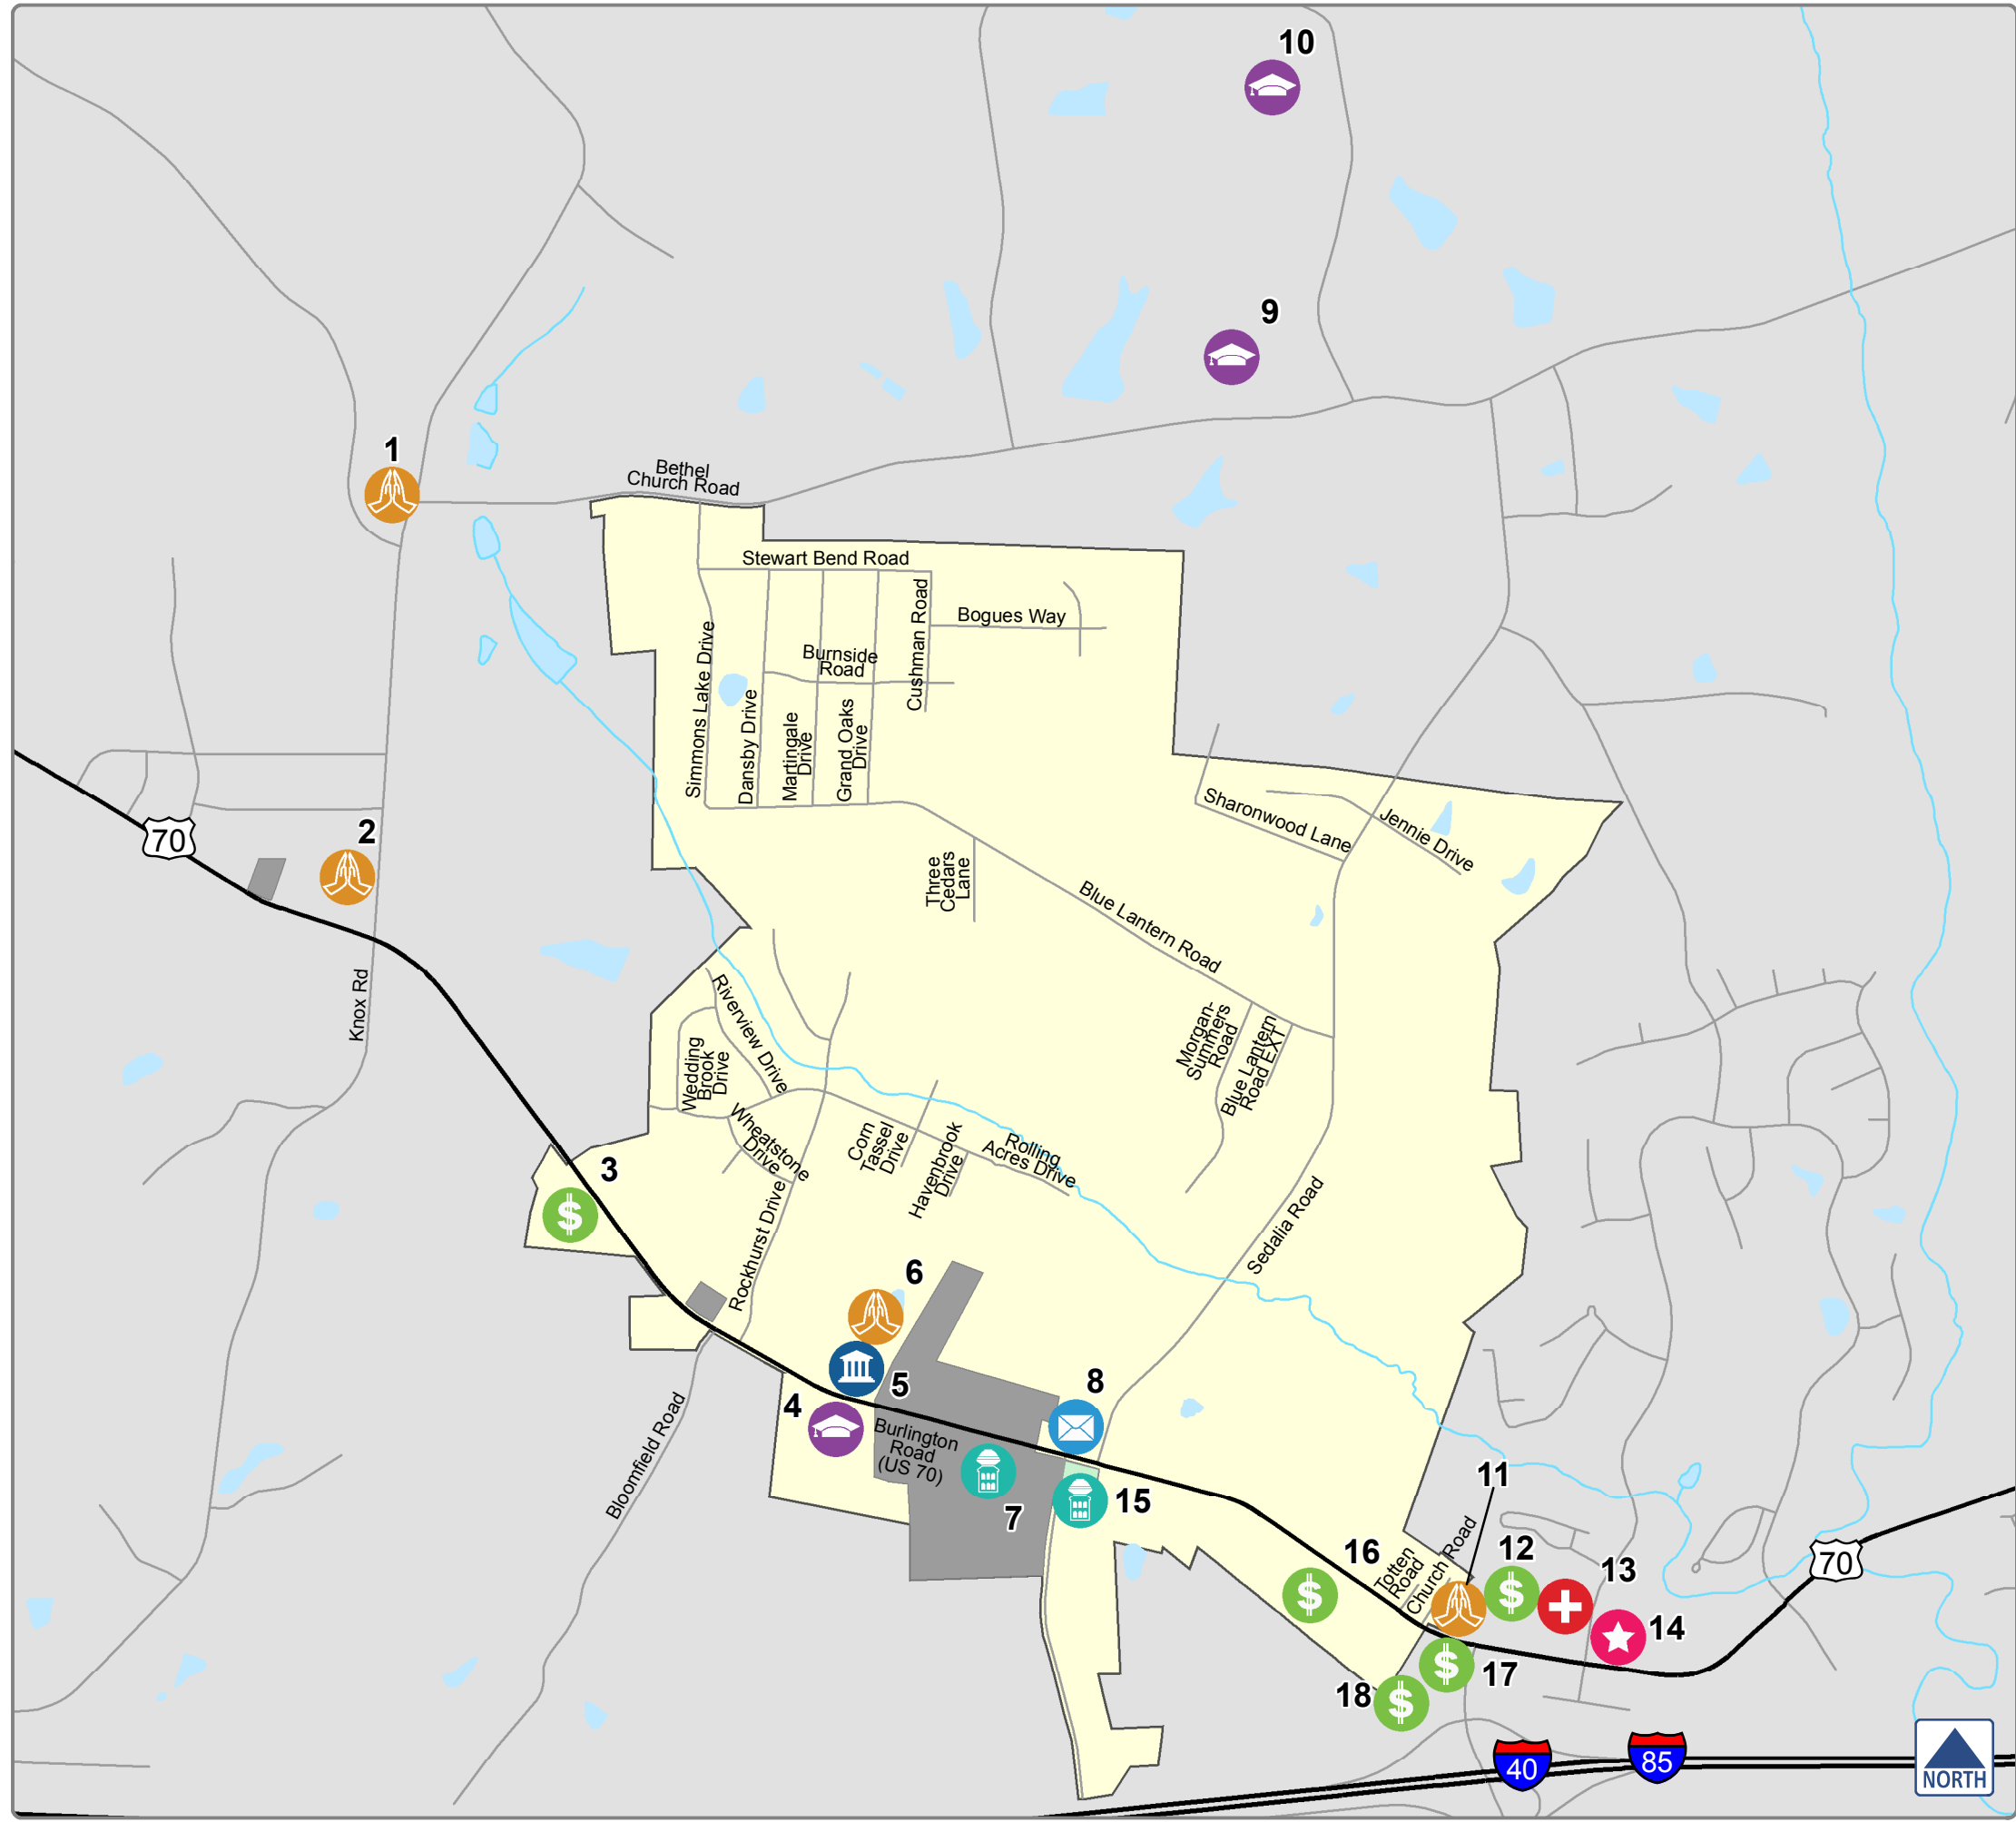 10
9
1
Bethel
Church Road
Stewart Bend Road
Bogues Way
Cushman Road
Burnside
Road
Simmons Lake Drive
Dansby Drive
Martingale
Drive
Grand Oaks
Drive
70
2
Sharonwood Lane
Jennie Drive
Three
Cedars
Lane
Blue Lantern Road
Knox Rd
Riverview Drive
Wedding
Brook
Drive
Morgan-
Summers
Road
Blue Lantern
Road EXT
Wheatstone
Drive
Corn
Tassel
Drive
Havenbrook
Drive
Rolling
Acres Drive
3
Rockhurst Drive
Sedalia Road
6
5
4
8
Burlington
Road
(US 70)
7
15
Bloomfield Road
11
16
Totten
Road
Church Road
12
13
14
17
18
70
40
85
NORTH